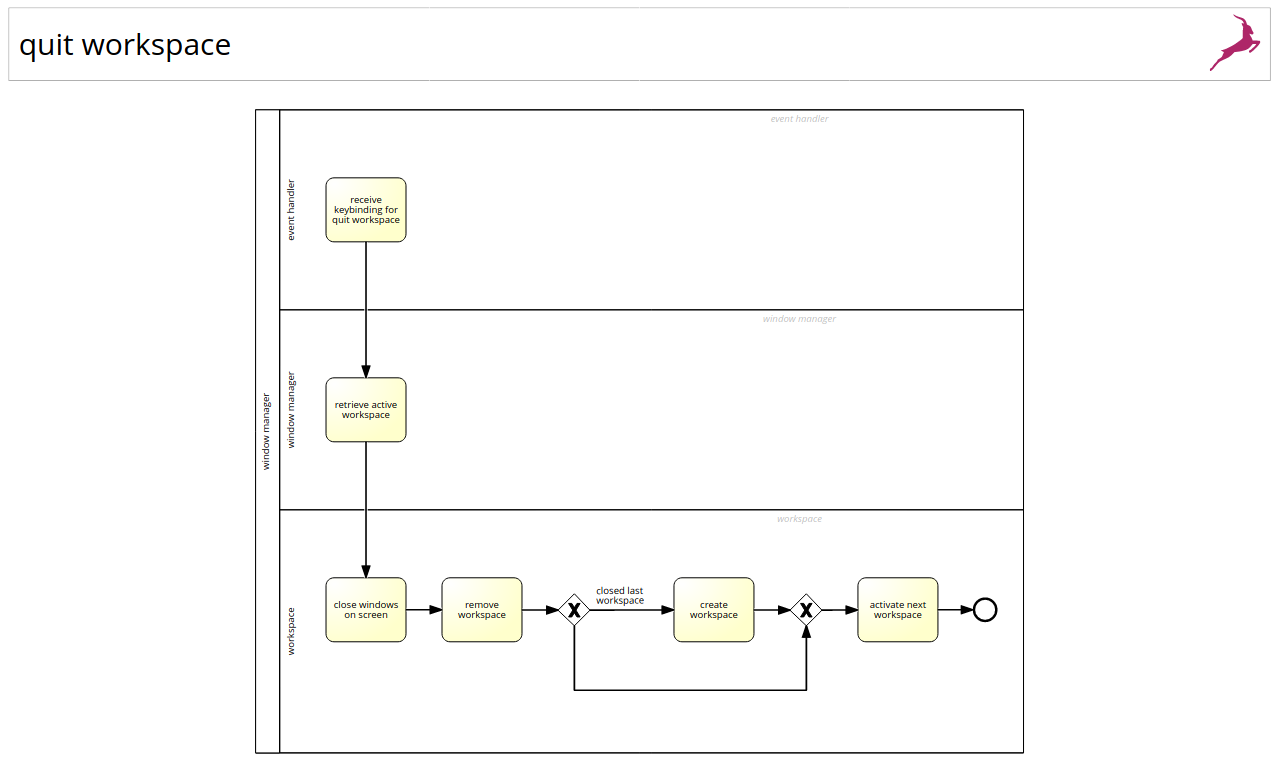 quit workspace
window manager
event handler
event handler
receive
keybinding for
quit workspace
window manager
window manager
retrieve active
workspace
workspace
workspace
close windows
on screen
remove
workspace
closed last
workspace
create
workspace
activate next
workspace